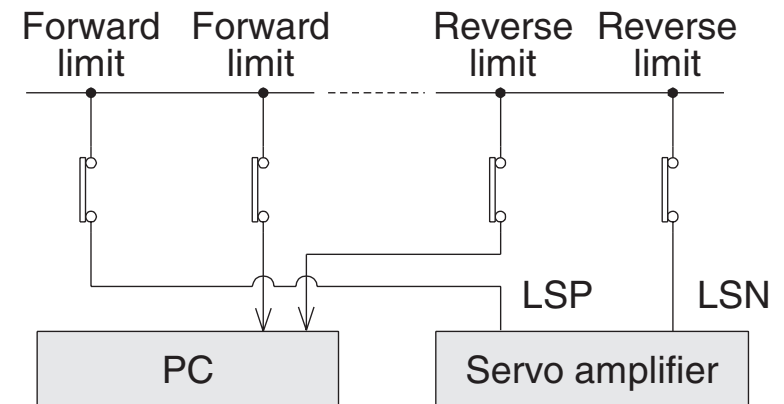 Forward limit
Forward limit
Reverse limit
Reverse limit
LSP
LSN
PC
Servo amplifier